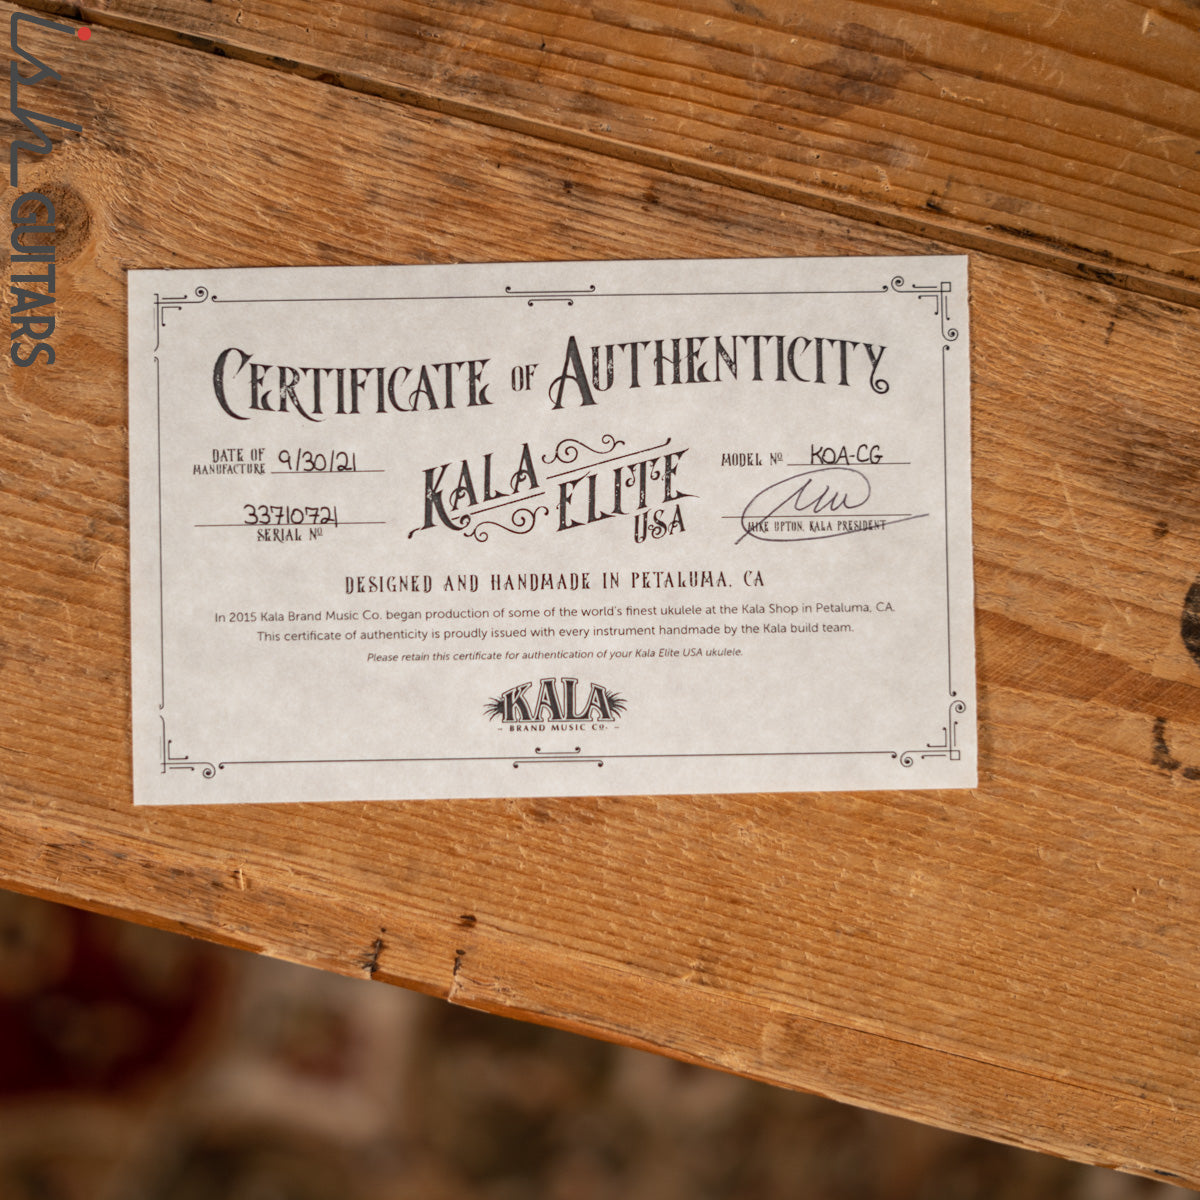 ish GUITARS
CERTIFICATE OF AUTHENTICITY
DATE OF MANUFACTURE 9/30/21
33710721
SERIAL Nº
KALA ELITE USA
MODEL Nº KOA-CG
MIKE UPTON, KALA PRESIDENT
DESIGNED AND HANDMADE IN PETALUMA, CA
In 2015 Kala Brand Music Co. began production of some of the world's finest ukulele at the Kala Shop in Petaluma, CA.
This certificate of authenticity is proudly issued with every instrument handmade by the Kala build team.
Please retain this certificate for authentication of your Kala Elite USA ukulele.
KALA
- BRAND MUSIC Co. -